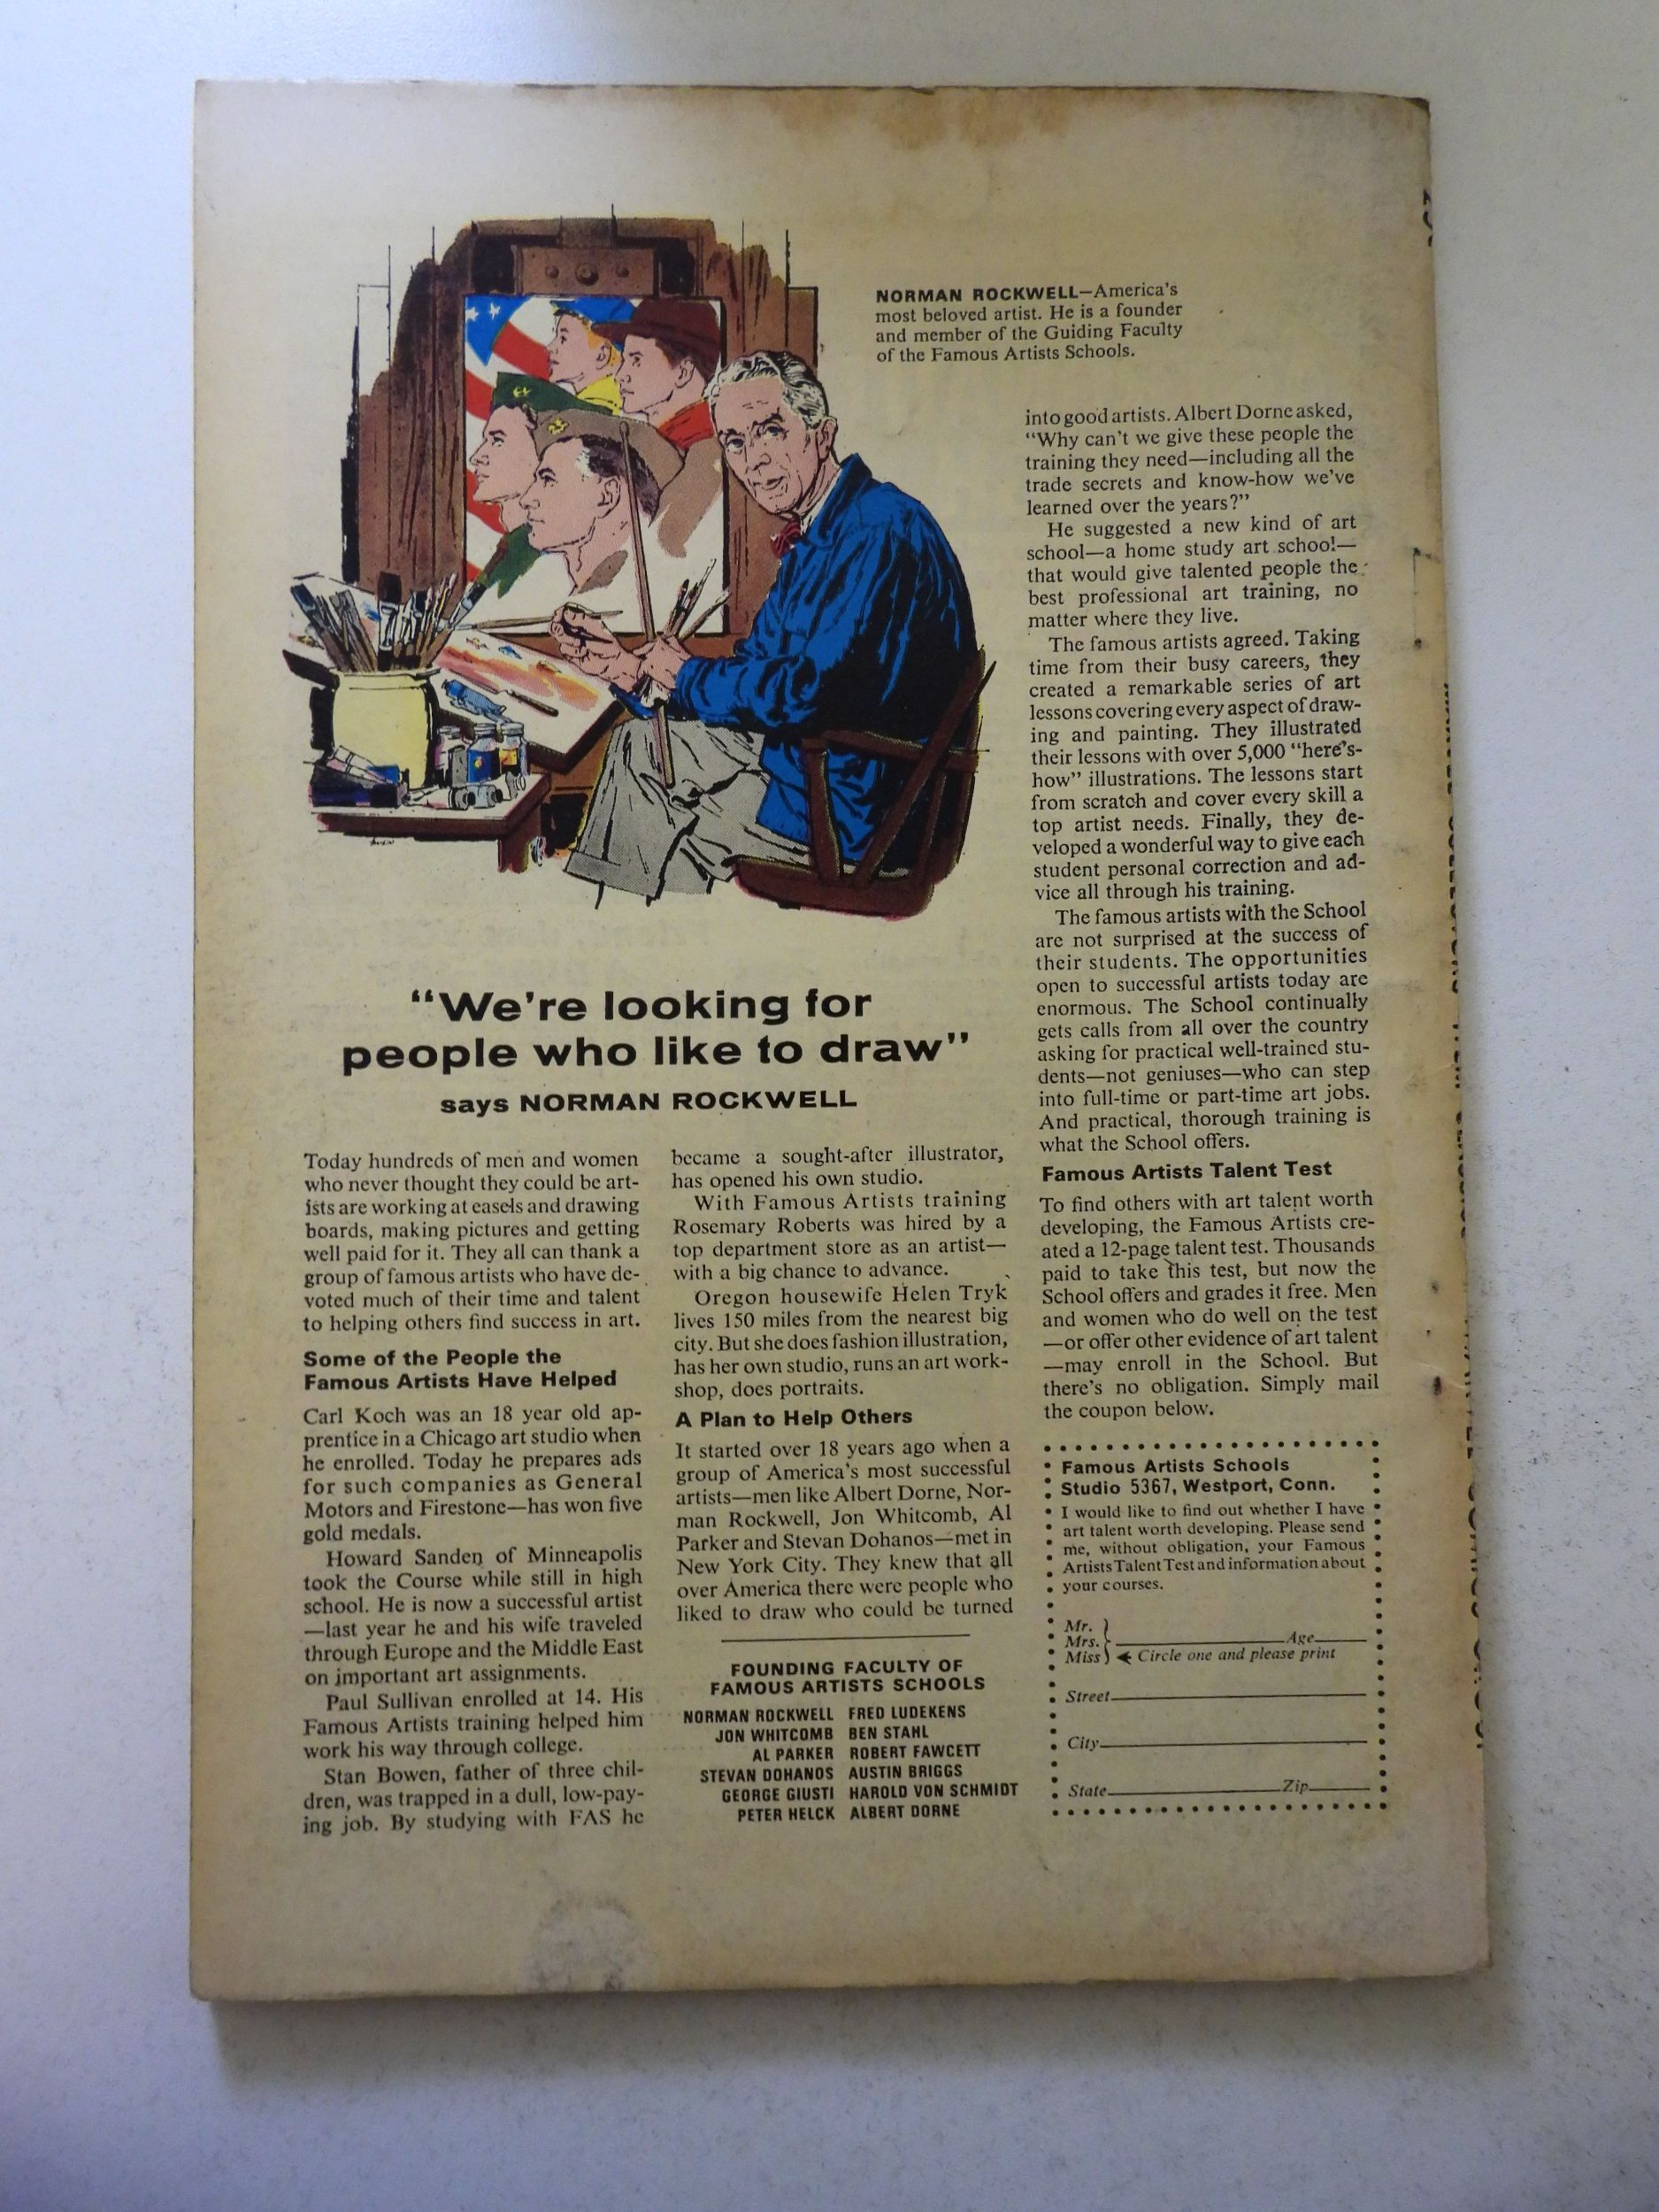 NORMAN ROCKWELL—America's
most beloved artist. He is a founder
and member of the Guiding Faculty
of the Famous Artists Schools.
"We're looking for
people who like to draw"
says NORMAN ROCKWELL
Today hundreds of men and women
who never thought they could be art-
ists are working at easels and drawing
boards, making pictures and getting
well paid for it. They all can thank a
group of famous artists who have de-
voted much of their time and talent
to helping others find success in art.
Some of the People the
Famous Artists Have Helped
Carl Koch was an 18 year old ap-
prentice in a Chicago art studio when
he enrolled. Today he prepares ads
for such companies as General
Motors and Firestone—has won five
gold medals.
Howard Sanden of Minneapolis
took the Course while still in high
school. He is now a successful artist
—last year he and his wife traveled
through Europe and the Middle East
on important art assignments.
Paul Sullivan enrolled at 14. His
Famous Artists training helped him
work his way through college.
Stan Bowen, father of three chil-
dren, was trapped in a dull, low-pay-
ing job. By studying with FAS he
became a sought-after illustrator,
has opened his own studio.
With Famous Artists training
Rosemary Roberts was hired by a
top department store as an artist—
with a big chance to advance.
Oregon housewife Helen Tryk
lives 150 miles from the nearest big
city. But she does fashion illustration,
has her own studio, runs an art work-
shop, does portraits.
A Plan to Help Others
It started over 18 years ago when a
group of America's most successful
artists—men like Albert Dorne, Nor-
man Rockwell, Jon Whitcomb, Al
Parker and Stevan Dohanos—met in
New York City. They knew that all
over America there were people who
liked to draw who could be turned
into good artists. Albert Dorne asked,
"Why can't we give these people the
training they need—including all the
trade secrets and know-how we've
learned over the years?"
He suggested a new kind of art
school—a home study art school—
that would give talented people the
best professional art training, no
matter where they live.
The famous artists agreed. Taking
time from their busy careers, they
created a remarkable series of art
lessons covering every aspect of draw-
ing and painting. They illustrated
their lessons with over 5,000 "here's-
how" illustrations. The lessons start
from scratch and cover every skill a
top artist needs. Finally, they de-
veloped a wonderful way to give each
student personal correction and ad-
vice all through his training.
The famous artists with the School
are not surprised at the success of
their students. The opportunities
open to successful artists today are
enormous. The School continually
gets calls from all over the country
asking for practical well-trained stu-
dents—not geniuses—who can step
into full-time or part-time art jobs.
And practical, thorough training is
what the School offers.
Famous Artists Talent Test
To find others with art talent worth
developing, the Famous Artists cre-
ated a 12-page talent test. Thousands
paid to take this test, but now the
School offers and grades it free. Men
and women who do well on the test
—or offer other evidence of art talent
—may enroll in the School. But
there's no obligation. Simply mail
the coupon below.
FOUNDING FACULTY OF
FAMOUS ARTISTS SCHOOLS
NORMAN ROCKWELL FRED LUDEKENS
JON WHITCOMB BEN STAHL
AL PARKER ROBERT FAWCETT
STEVAN DOHANOS AUSTIN BRIGGS
GEORGE GIUSTI HAROLD VON SCHMIDT
PETER HELCK ALBERT DORNE
Famous Artists Schools
Studio 5367, Westport, Conn.
I would like to find out whether I have
art talent worth developing. Please send
me, without obligation, your Famous
Artists Talent Test and information about
your courses.
Mr.
Mrs. Age
Miss Circle one and please print
Street
City
State Zip